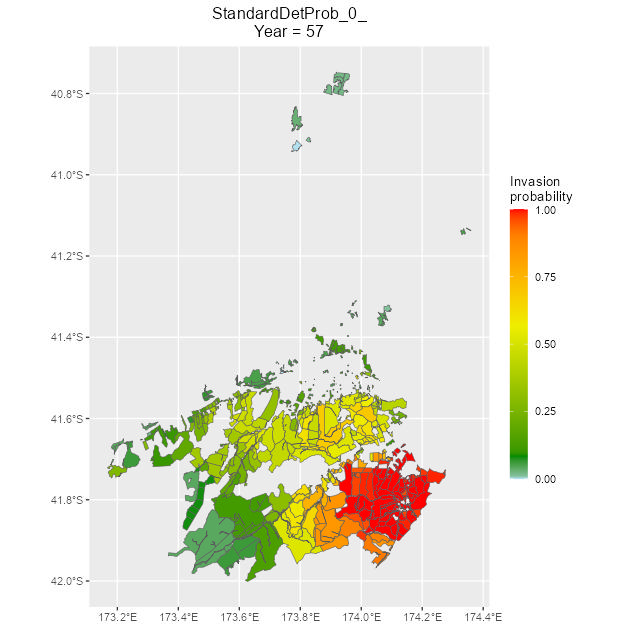 StandardDetProb_0_
Year = 57
40.8°S
41.0°S
41.2°S
41.4°S
41.6°S
41.8°S
42.0°S
173.2°E 173.4°E 173.6°E 173.8°E 174.0°E 174.2°E 174.4°E
Invasion
probability
1.00
0.75
0.50
0.25
0.00